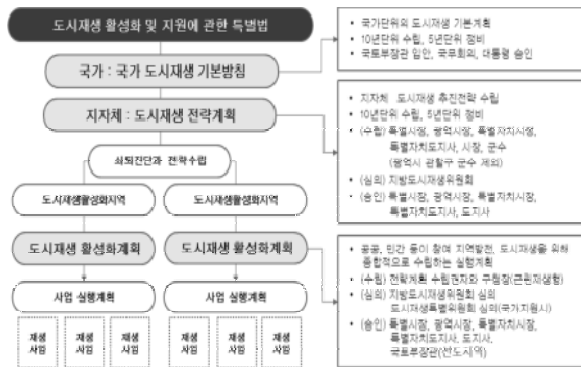 도시재생 활성화 및 지원에 관한 특별법
국가 : 국가 도시재생 기본방침
지자체 : 도시재생 전략계획
쇠퇴진단과 전략수립
도시재생활성화지역
도시재생활성화지역
도시재생 활성화계획
도시재생 활성화계획
사업 실행계획
사업 실행계획
재생
사업
재생
사업
재생
사업
재생
사업
재생
사업
재생
사업
• 국가단위의 도시재생 기본계획
• 10년단위 수립, 5년단위 정비
• 국토부장관 입안, 국무회의, 대통령 승인
• 지자체 도시재생 추진전략 수립
• 10년단위 수립, 5년단위 정비
• (수립) 특별시장, 광역시장, 특별자치시장,
특별자치도지사, 시장, 군수
(광역시 관할구 군수 제외)
• (심의) 지방도시재생위원회
• (승인) 특별시장, 광역시장, 특별자치시장,
특별자치도지사, 도지사
• 공공, 민간 등이 참여 지역발전, 도시재생을 위해
종합적으로 수립하는 실행계획
• (수립) 전략계획 수립권자와 구청장(근린재생형)
• (심의) 지방도시재생위원회 심의
도시재생특별위원회 심의(국가지원시)
• (승인) 특별시장, 광역시장, 특별자치시장,
특별자치도지사, 도지사,
국토부장관(선도지역)